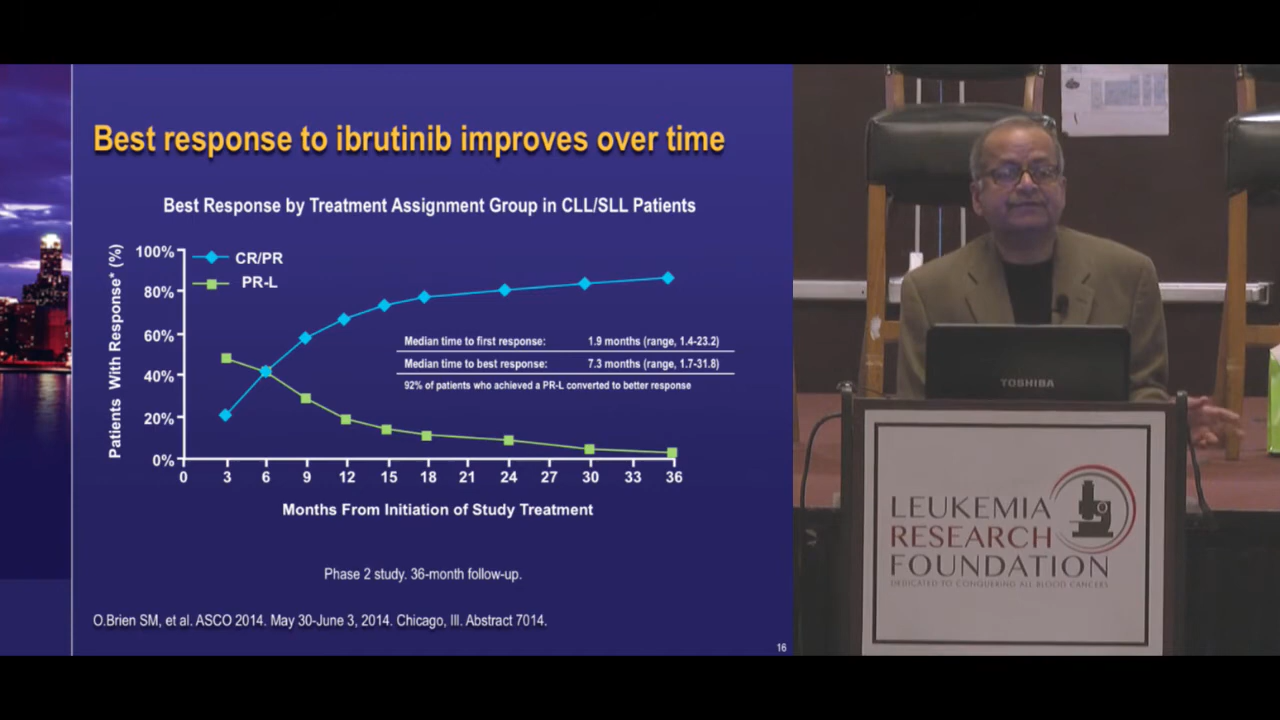 Best response to ibrutinib improves over time
Best Response by Treatment Assignment Group in CLL/SLL Patients
Patients With Response* (%)
100%
80%
60%
40%
20%
0%
CR/PR
PR-L
Median time to first response: 1.9 months (range, 1.4-23.2)
Median time to best response: 7.3 months (range, 1.7-31.8)
92% of patients who achieved a PR-L converted to better response
0 3 6 9 12 15 18 21 24 27 30 33 36
Months From Initiation of Study Treatment
Phase 2 study. 36-month follow-up.
O.Brien SM, et al. ASCO 2014. May 30-June 3, 2014. Chicago, Ill. Abstract 7014.
16
TOSHIBA
LEUKEMIA
RESEARCH
FOUNDATION
DEDICATED TO CONQUERING ALL BLOOD CANCERS